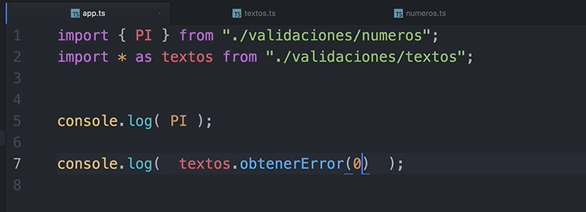 app.ts
textos.ts
numeros.ts
1 import { PI } from "./validaciones/numeros";
2 import * as textos from "./validaciones/textos";
3
4
5 console.log( PI );
6
7 console.log(  textos.obtenerError(0)  );
8